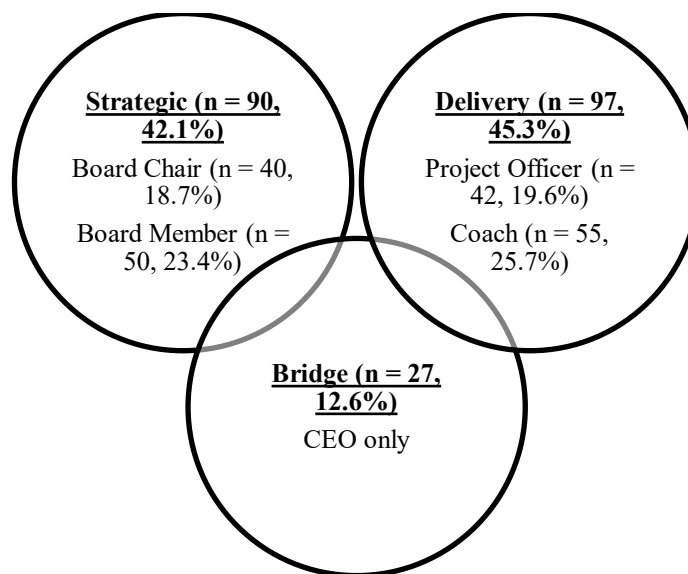 Strategic (n = 90,
42.1%)
Board Chair (n = 40,
18.7%)
Board Member (n =
50, 23.4%)
Delivery (n = 97,
45.3%)
Project Officer (n =
42, 19.6%)
Coach (n = 55,
25.7%)
Bridge (n = 27,
12.6%)
CEO only